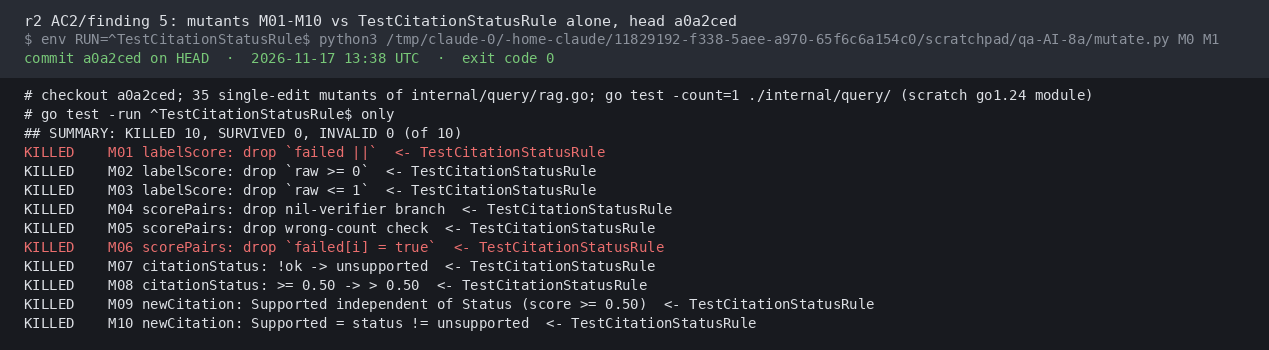 r2 AC2/finding 5: mutants M01-M10 vs TestCitationStatusRule alone, head a0a2ced
$ env RUN=^TestCitationStatusRule$ python3 /tmp/claude-0/-home-claude/11829192-f338-5aee-a970-65f6c6a154c0/scratchpad/qa-AI-8a/mutate.py M0 M1
commit a0a2ced on HEAD · 2026-11-17 13:38 UTC · exit code 0
# checkout a0a2ced; 35 single-edit mutants of internal/query/rag.go; go test -count=1 ./internal/query/ (scratch go1.24 module)
# go test -run ^TestCitationStatusRule$ only
## SUMMARY: KILLED 10, SURVIVED 0, INVALID 0 (of 10)
KILLED    M01 labelScore: drop `failed ||`  <- TestCitationStatusRule
KILLED    M02 labelScore: drop `raw >= 0`  <- TestCitationStatusRule
KILLED    M03 labelScore: drop `raw <= 1`  <- TestCitationStatusRule
KILLED    M04 scorePairs: drop nil-verifier branch  <- TestCitationStatusRule
KILLED    M05 scorePairs: drop wrong-count check  <- TestCitationStatusRule
KILLED    M06 scorePairs: drop `failed[i] = true`  <- TestCitationStatusRule
KILLED    M07 citationStatus: !ok -> unsupported  <- TestCitationStatusRule
KILLED    M08 citationStatus: >= 0.50 -> > 0.50  <- TestCitationStatusRule
KILLED    M09 newCitation: Supported independent of Status (score >= 0.50)  <- TestCitationStatusRule
KILLED    M10 newCitation: Supported = status != unsupported  <- TestCitationStatusRule